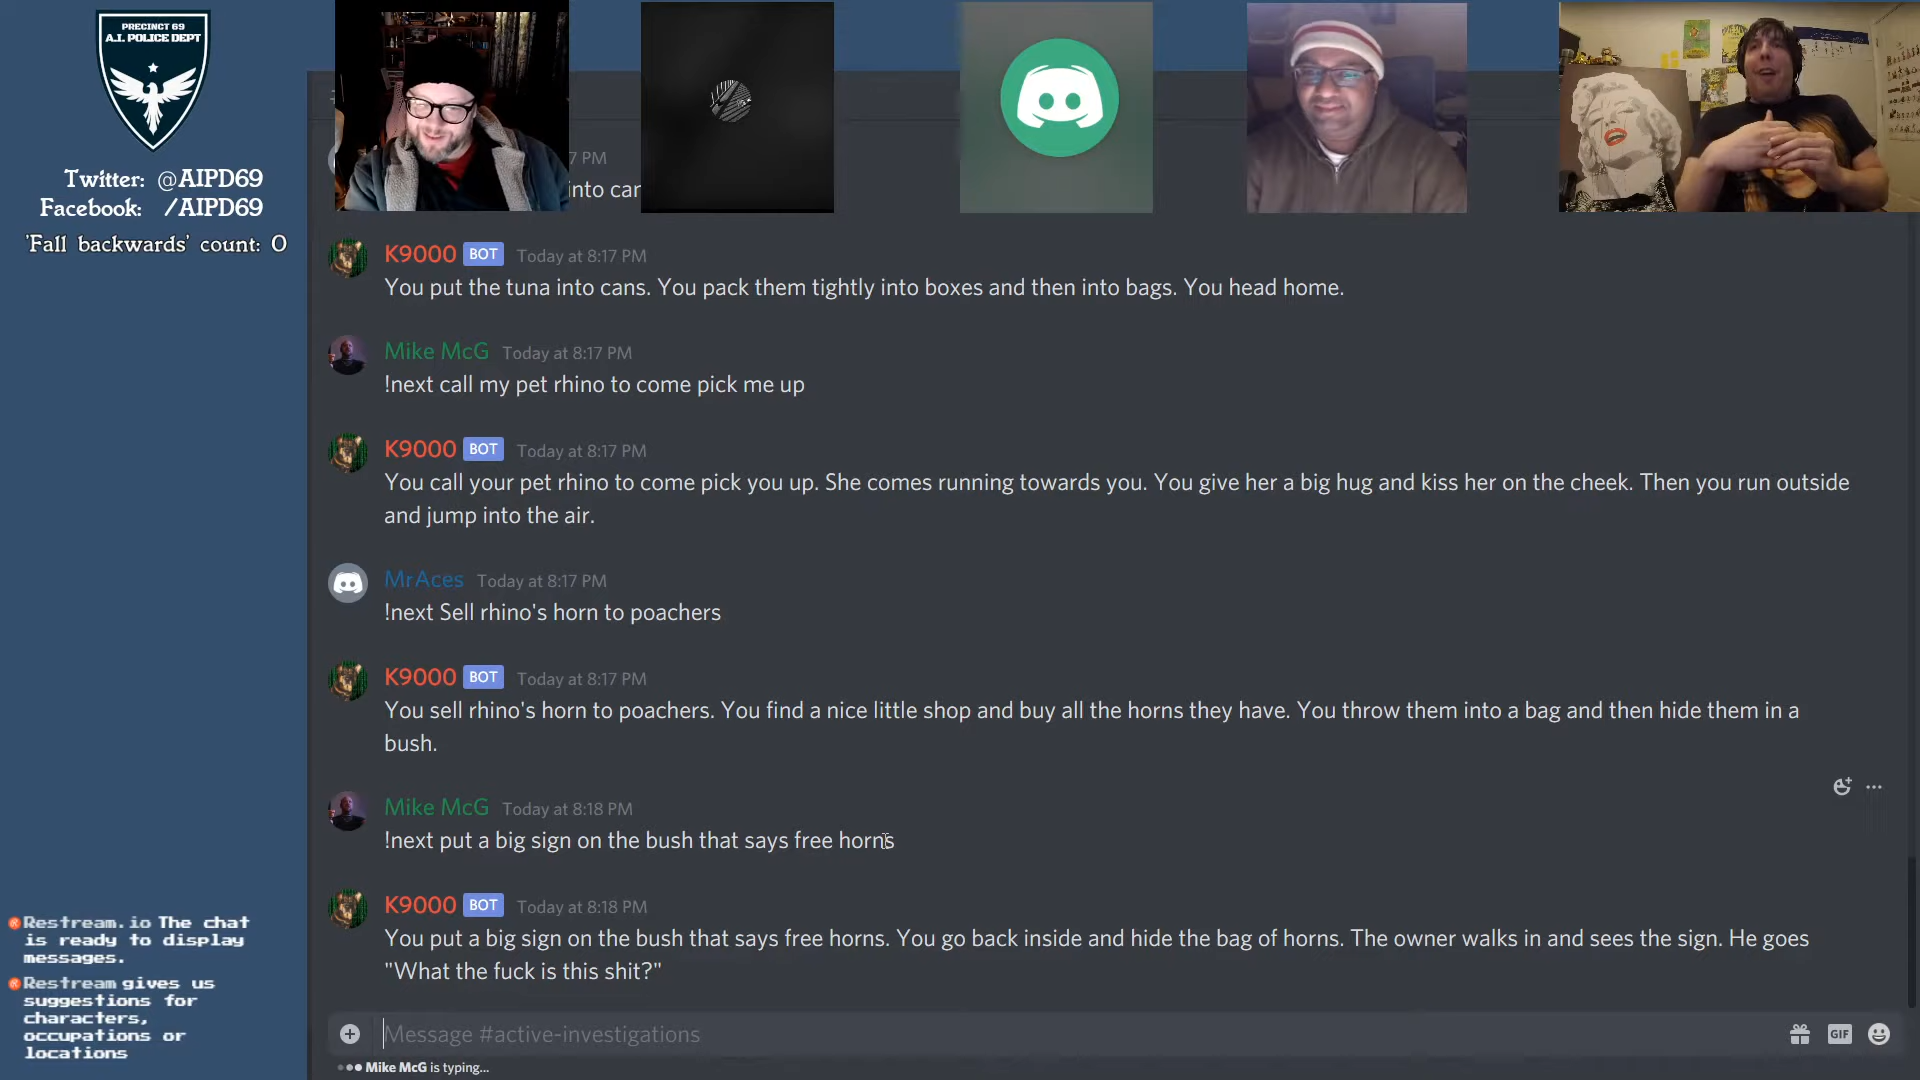 PRECINCT 69
A.I. POLICE DEPT
Twitter: @AIPD69
Facebook: /AIPD69
'Fall backwards' count: 0
7 PM
into can
K9000 BOT Today at 8:17 PM
You put the tuna into cans. You pack them tightly into boxes and then into bags. You head home.
Mike McG Today at 8:17 PM
!next call my pet rhino to come pick me up
K9000 BOT Today at 8:17 PM
You call your pet rhino to come pick you up. She comes running towards you. You give her a big hug and kiss her on the cheek. Then you run outside
and jump into the air.
MrAces Today at 8:17 PM
!next Sell rhino's horn to poachers
K9000 BOT Today at 8:17 PM
You sell rhino's horn to poachers. You find a nice little shop and buy all the horns they have. You throw them into a bag and then hide them in a
bush.
Mike McG Today at 8:18 PM
!next put a big sign on the bush that says free horns
K9000 BOT Today at 8:18 PM
You put a big sign on the bush that says free horns. You go back inside and hide the bag of horns. The owner walks in and sees the sign. He goes
"What the fuck is this shit?"
Message #active-investigations
GIF
Mike McG is typing...
Restream.io The chat
is ready to display
messages.
Restream gives us
suggestions for
characters,
occupations or
locations